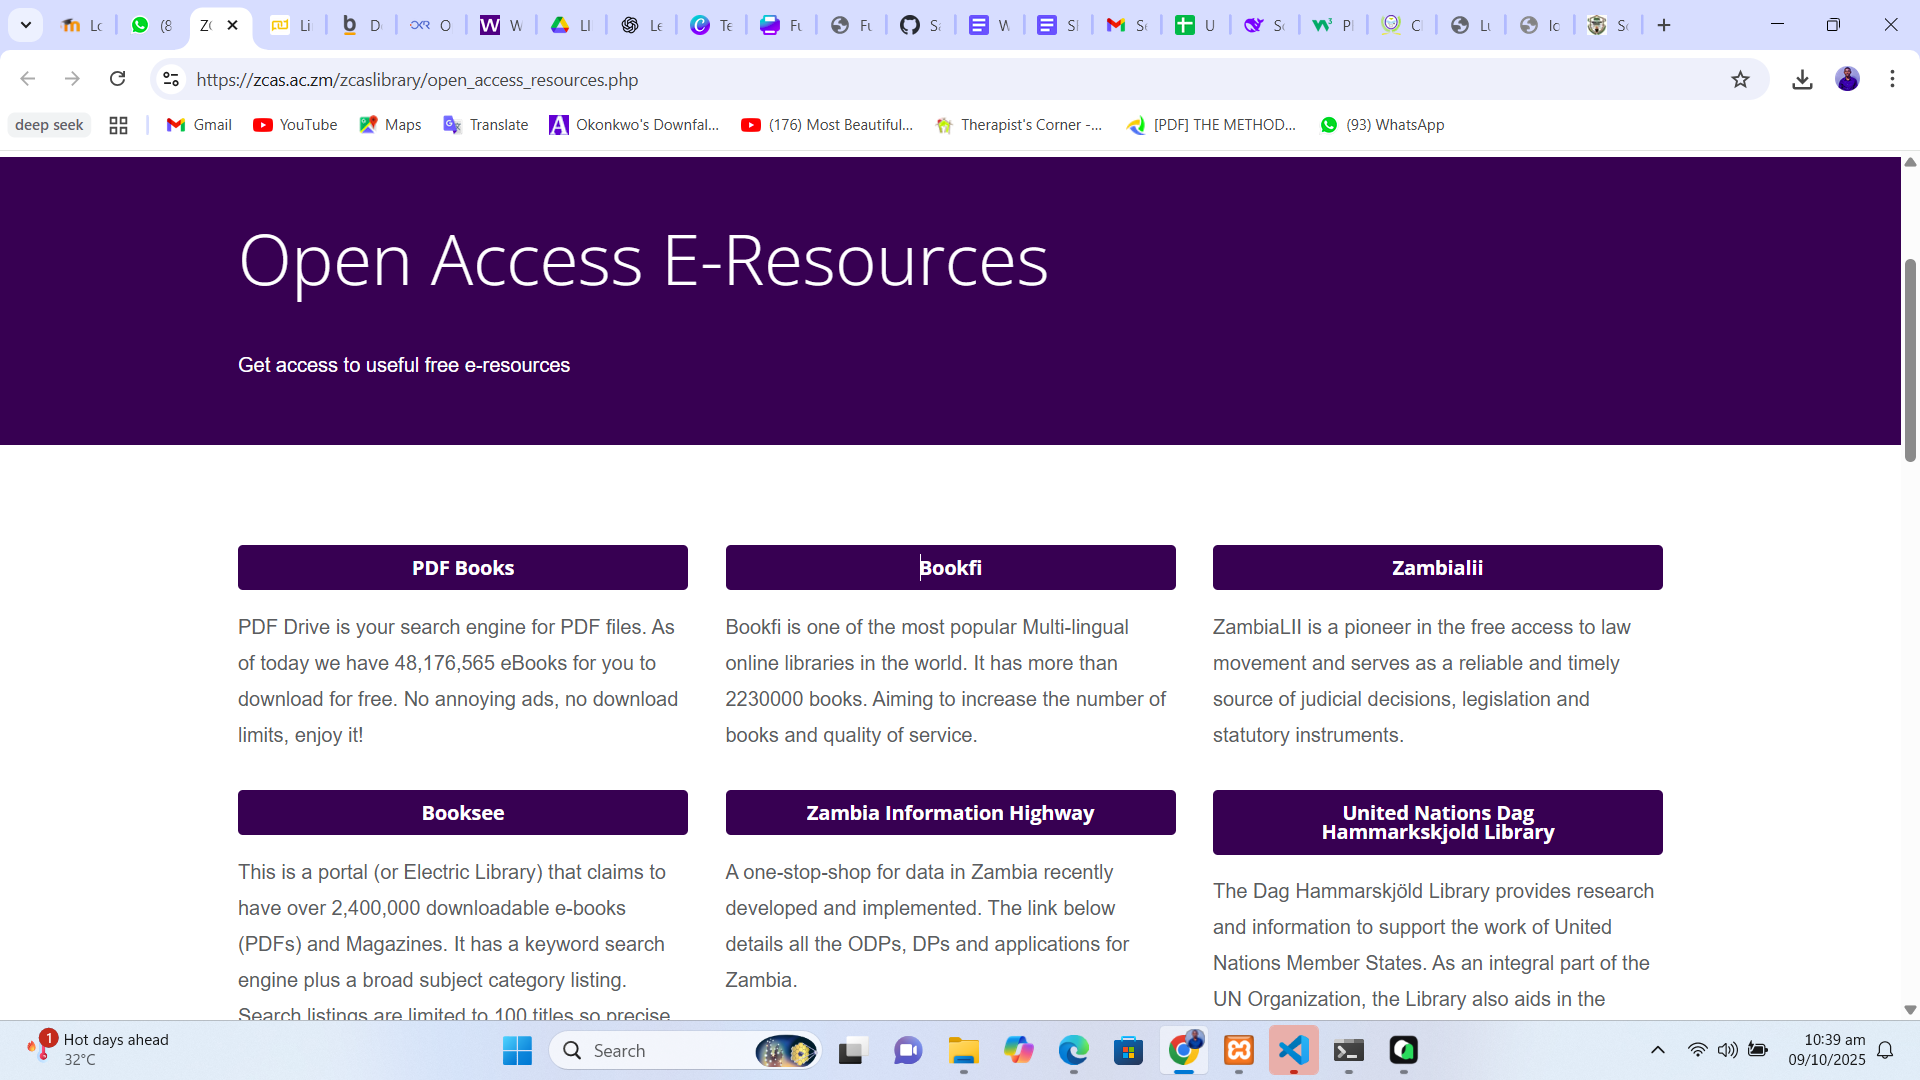 Lo
(8
ZC
Li
D
O
W
LI
Le
Te
Fu
Fu
Sa
W
Sl
Se
U
Sc
Pl
Cl
Lu
Ic
Sc
https://zcas.ac.zm/zcaslibrary/open_access_resources.php
deep seek
Gmail
YouTube
Maps
Translate
Okonkwo's Downfal...
(176) Most Beautiful...
Therapist's Corner -...
[PDF] THE METHOD...
(93) WhatsApp
Open Access E-Resources
Get access to useful free e-resources
PDF Books
PDF Drive is your search engine for PDF files. As
of today we have 48,176,565 eBooks for you to
download for free. No annoying ads, no download
limits, enjoy it!
Bookfi
Bookfi is one of the most popular Multi-lingual
online libraries in the world. It has more than
2230000 books. Aiming to increase the number of
books and quality of service.
Zambialii
ZambiaLII is a pioneer in the free access to law
movement and serves as a reliable and timely
source of judicial decisions, legislation and
statutory instruments.
Booksee
This is a portal (or Electric Library) that claims to
have over 2,400,000 downloadable e-books
(PDFs) and Magazines. It has a keyword search
engine plus a broad subject category listing.
Search listings are limited to 100 titles so precise
Zambia Information Highway
A one-stop-shop for data in Zambia recently
developed and implemented. The link below
details all the ODPs, DPs and applications for
Zambia.
United Nations Dag
Hammarkskjold Library
The Dag Hammarskjöld Library provides research
and information to support the work of United
Nations Member States. As an integral part of the
UN Organization, the Library also aids in the
1
Hot days ahead
32°C
Search
10:39 am
09/10/2025